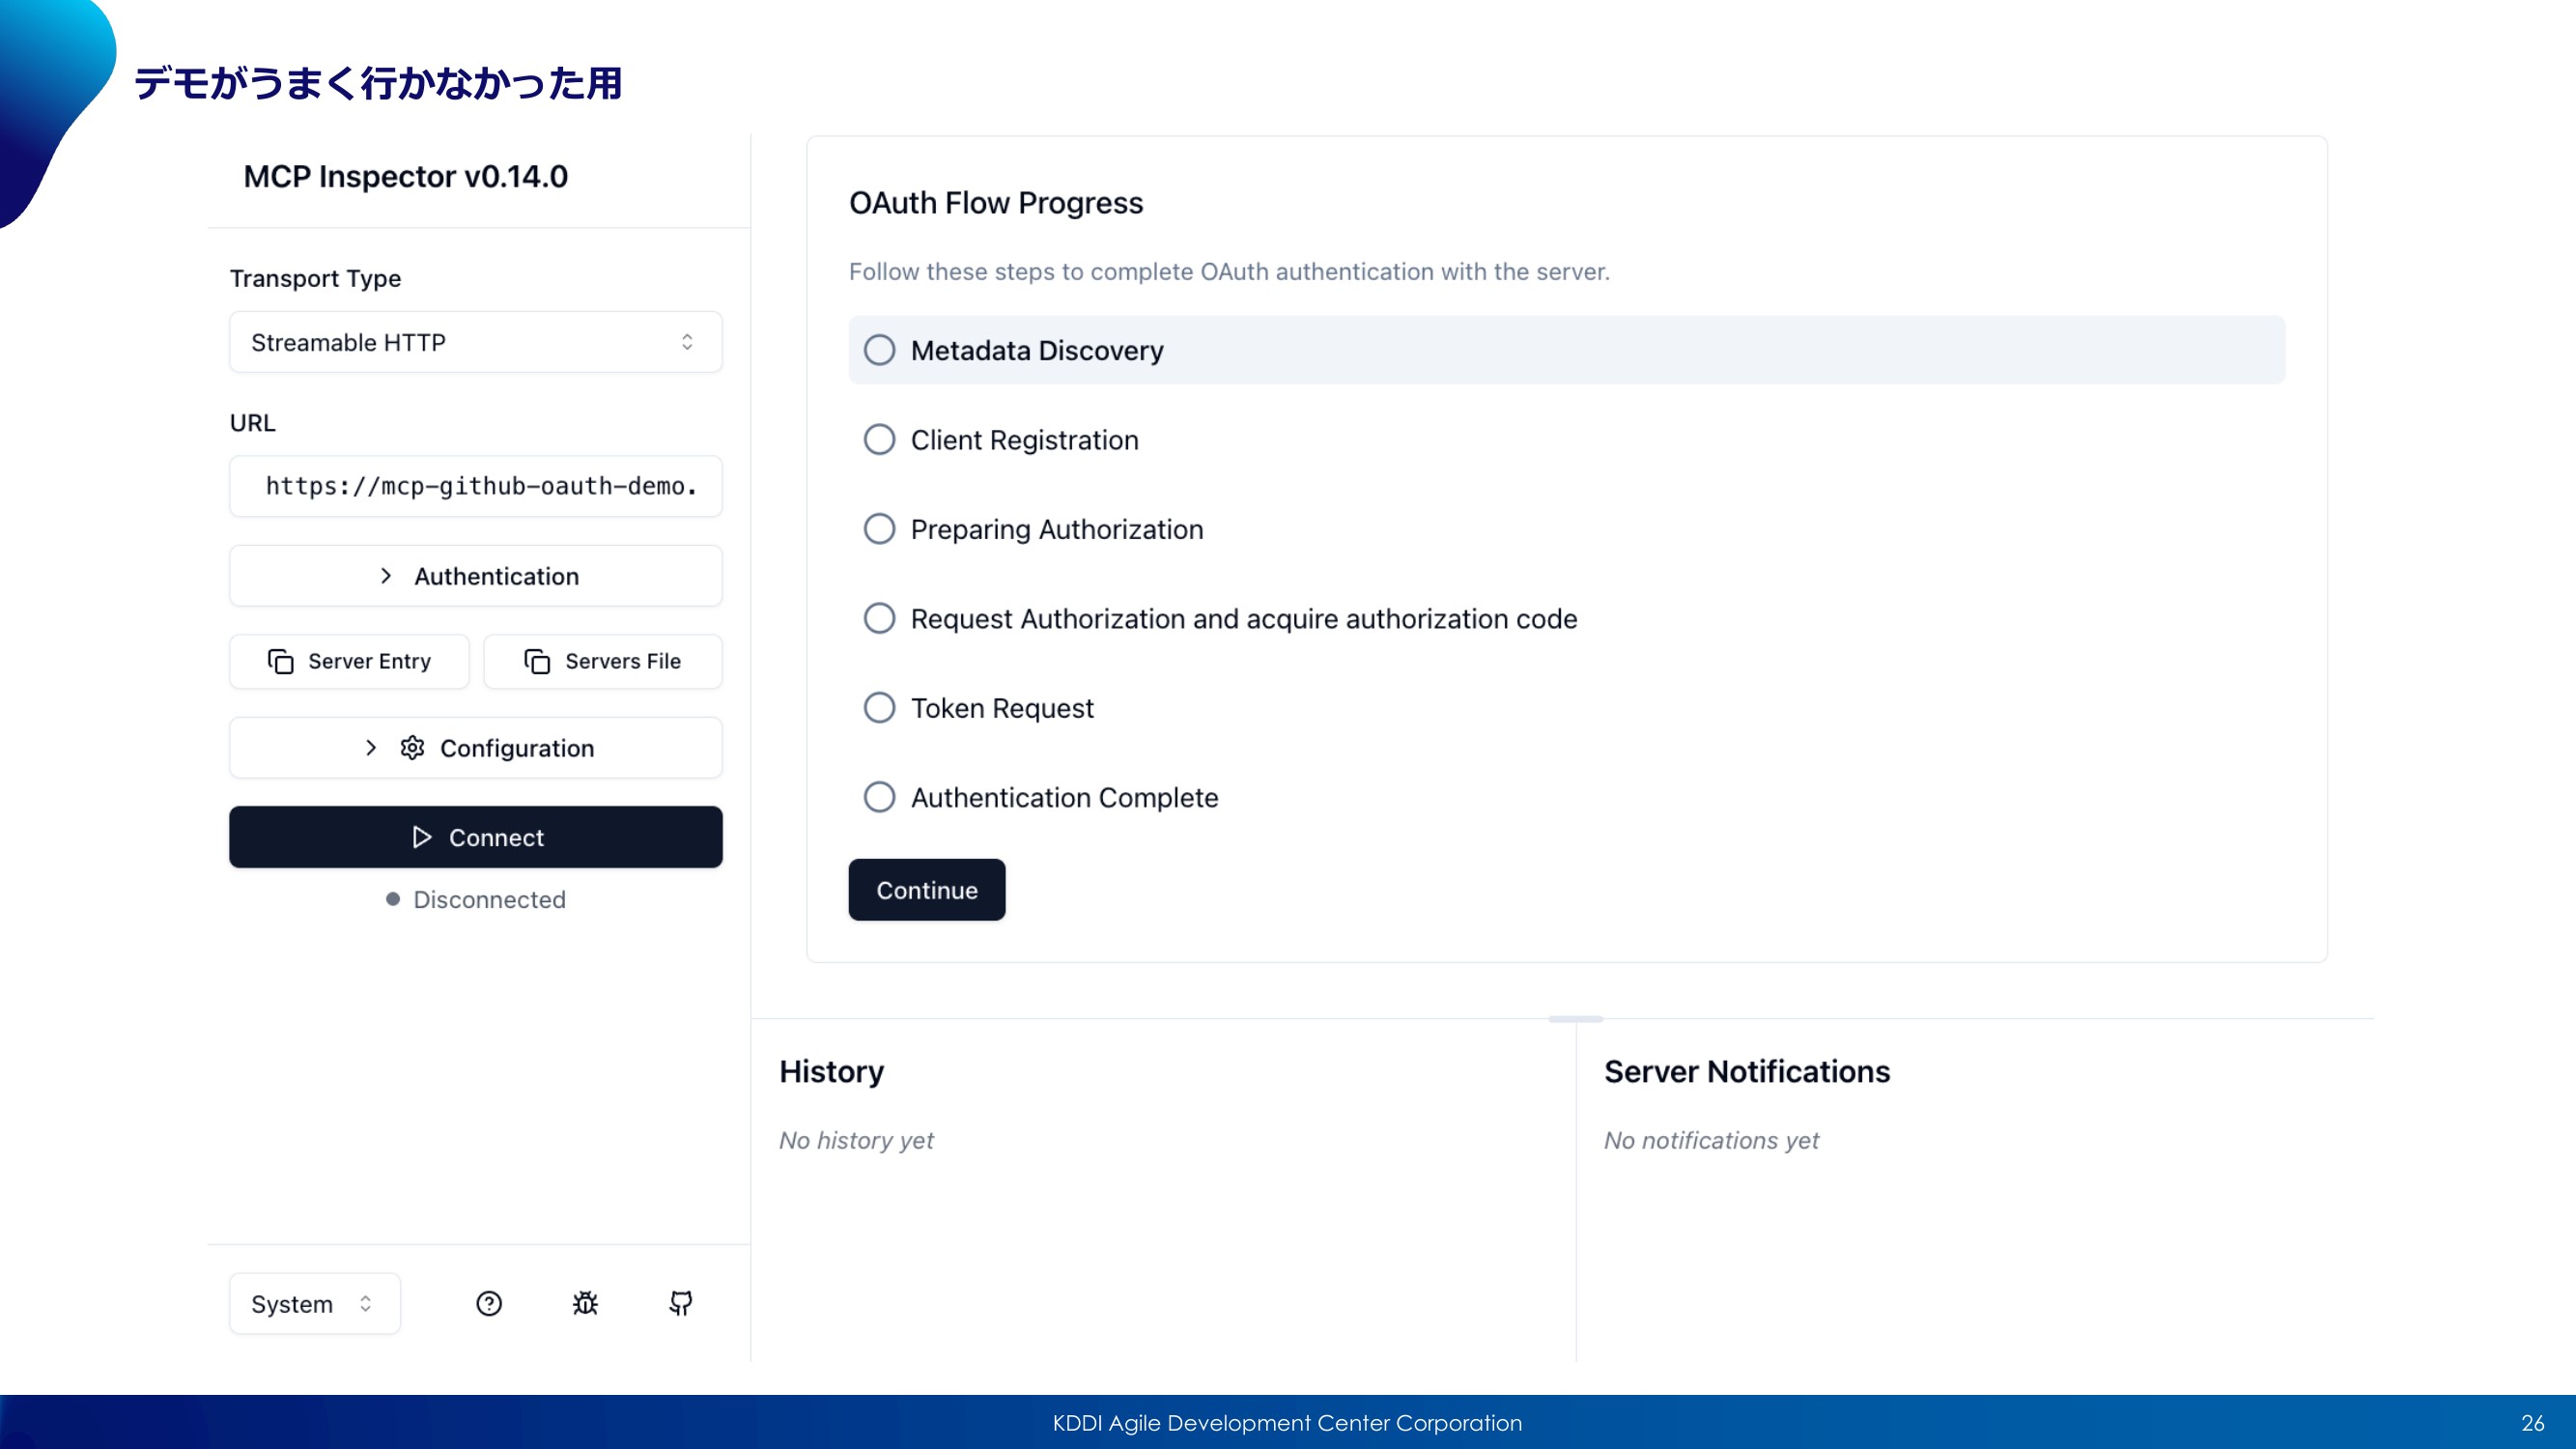 デモがうまく行かなかった用
MCP Inspector v0.14.0
Transport Type
Streamable HTTP
URL
https://mcp-github-oauth-demo.
Authentication
Server Entry
Servers File
Configuration
Connect
Disconnected
System
OAuth Flow Progress
Follow these steps to complete OAuth authentication with the server.
Metadata Discovery
Client Registration
Preparing Authorization
Request Authorization and acquire authorization code
Token Request
Authentication Complete
Continue
History
No history yet
Server Notifications
No notifications yet
KDDI Agile Development Center Corporation
26